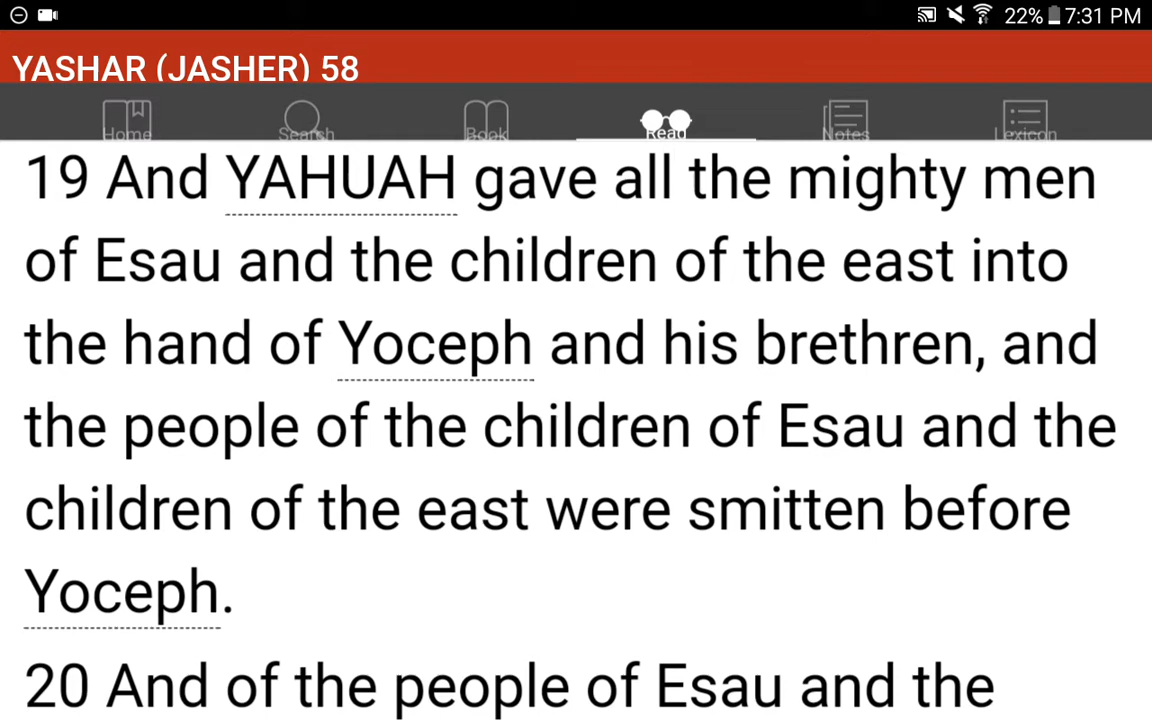 22% 7:31 PM
YASHAR (JASHER) 58
Home Search Book Read Notes Lexicon
19 And YAHUAH gave all the mighty men
of Esau and the children of the east into
the hand of Yoceph and his brethren, and
the people of the children of Esau and the
children of the east were smitten before
Yoceph.
20 And of the people of Esau and the